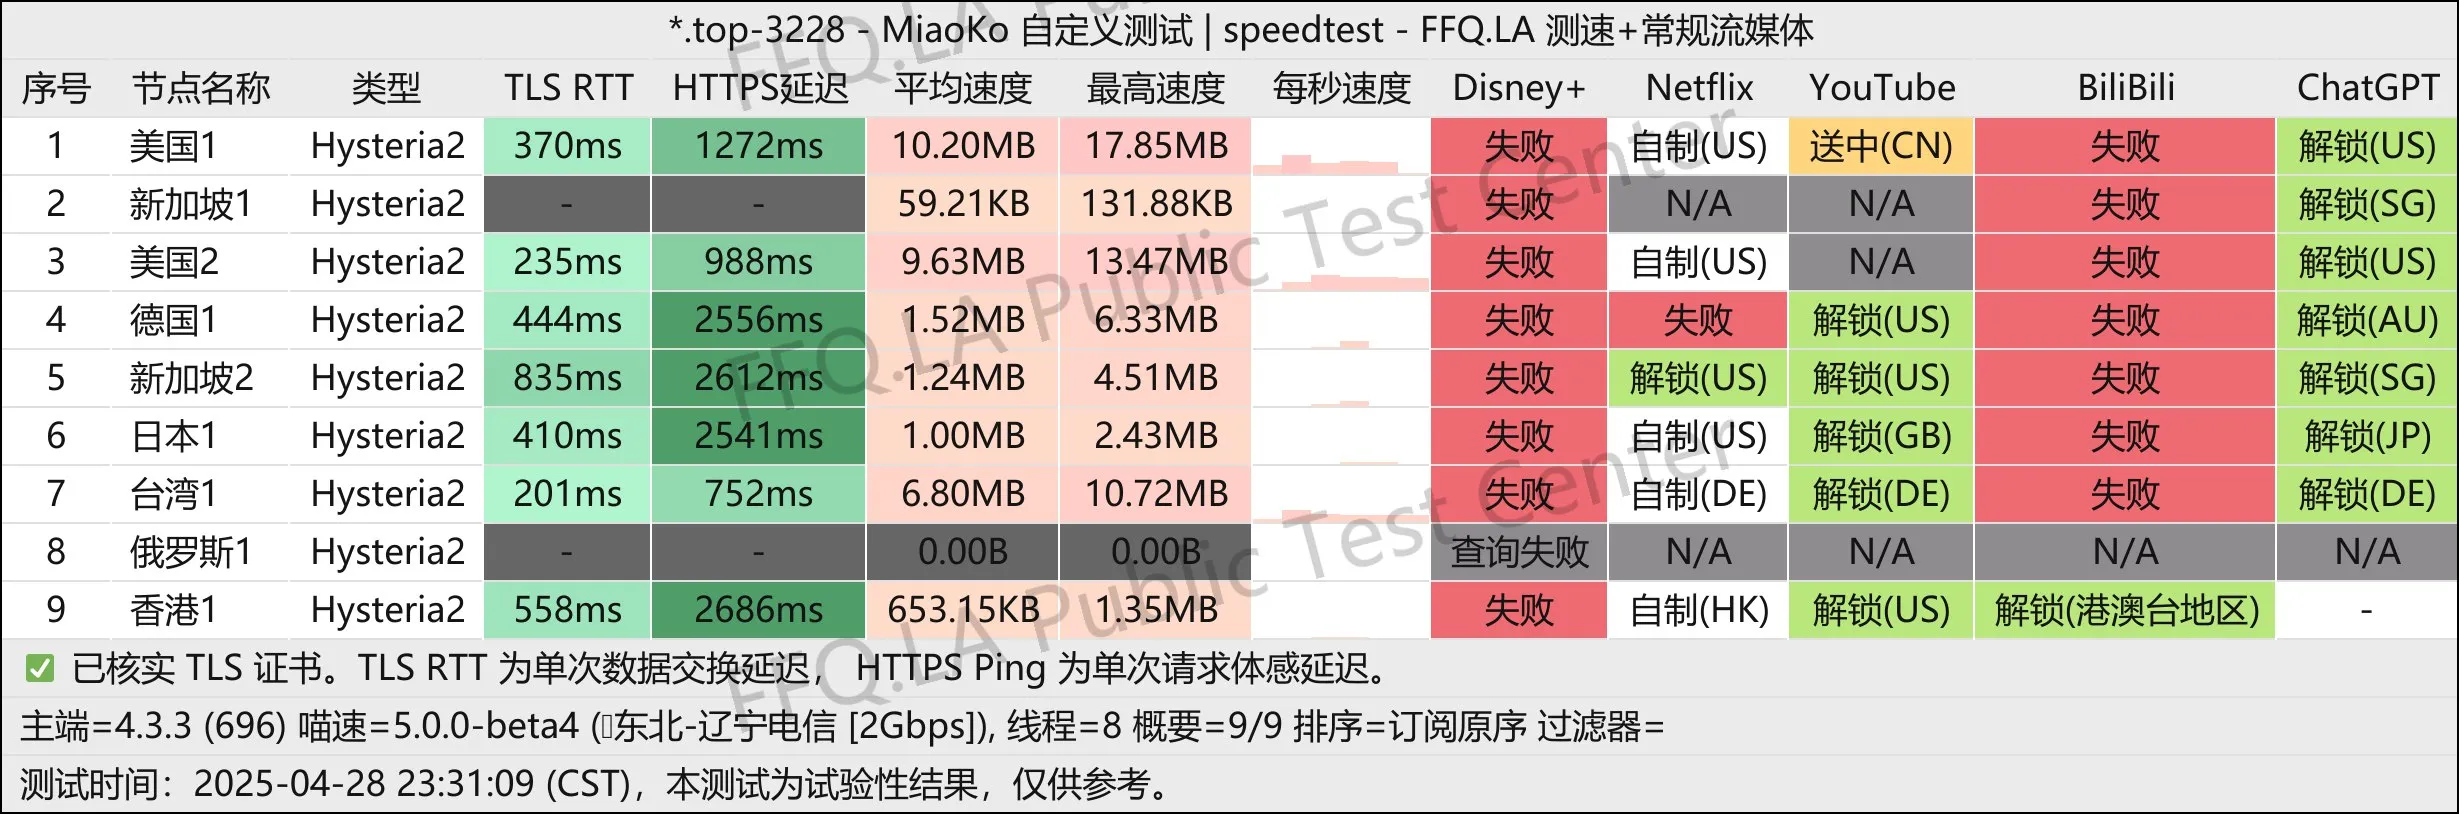 *.top-3228 - MiaoKo 自定义测试 | speedtest - FFQ.LA 测速+常规流媒体
序号 节点名称 类型 TLS RTT HTTPS延迟 平均速度 最高速度 每秒速度 Disney+ Netflix YouTube BiliBili ChatGPT
1 美国1 Hysteria2 370ms 1272ms 10.20MB 17.85MB 失败 自制(US) 送中(CN) 失败 解锁(US)
2 新加坡1 Hysteria2 - - 59.21KB 131.88KB 失败 N/A N/A 失败 解锁(SG)
3 美国2 Hysteria2 235ms 988ms 9.63MB 13.47MB 失败 自制(US) N/A 失败 解锁(US)
4 德国1 Hysteria2 444ms 2556ms 1.52MB 6.33MB 失败 失败 解锁(US) 失败 解锁(AU)
5 新加坡2 Hysteria2 835ms 2612ms 1.24MB 4.51MB 失败 解锁(US) 解锁(US) 失败 解锁(SG)
6 日本1 Hysteria2 410ms 2541ms 1.00MB 2.43MB 失败 自制(US) 解锁(GB) 失败 解锁(JP)
7 台湾1 Hysteria2 201ms 752ms 6.80MB 10.72MB 失败 自制(DE) 解锁(DE) 失败 解锁(DE)
8 俄罗斯1 Hysteria2 - - 0.00B 0.00B 查询失败 N/A N/A N/A N/A
9 香港1 Hysteria2 558ms 2686ms 653.15KB 1.35MB 失败 自制(HK) 解锁(US) 解锁(港澳台地区) -
✅ 已核实 TLS 证书。TLS RTT 为单次数据交换延迟， HTTPS Ping 为单次请求体感延迟。
主端=4.3.3 (696) 喵速=5.0.0-beta4 (东北-辽宁电信 [2Gbps]), 线程=8 概要=9/9 排序=订阅原序 过滤器=
测试时间：2025-04-28 23:31:09 (CST)，本测试为试验性结果，仅供参考。
FFQ.LA Public Test Center
FFQ.LA Public Test Center
FFQ.LA Public Test Center